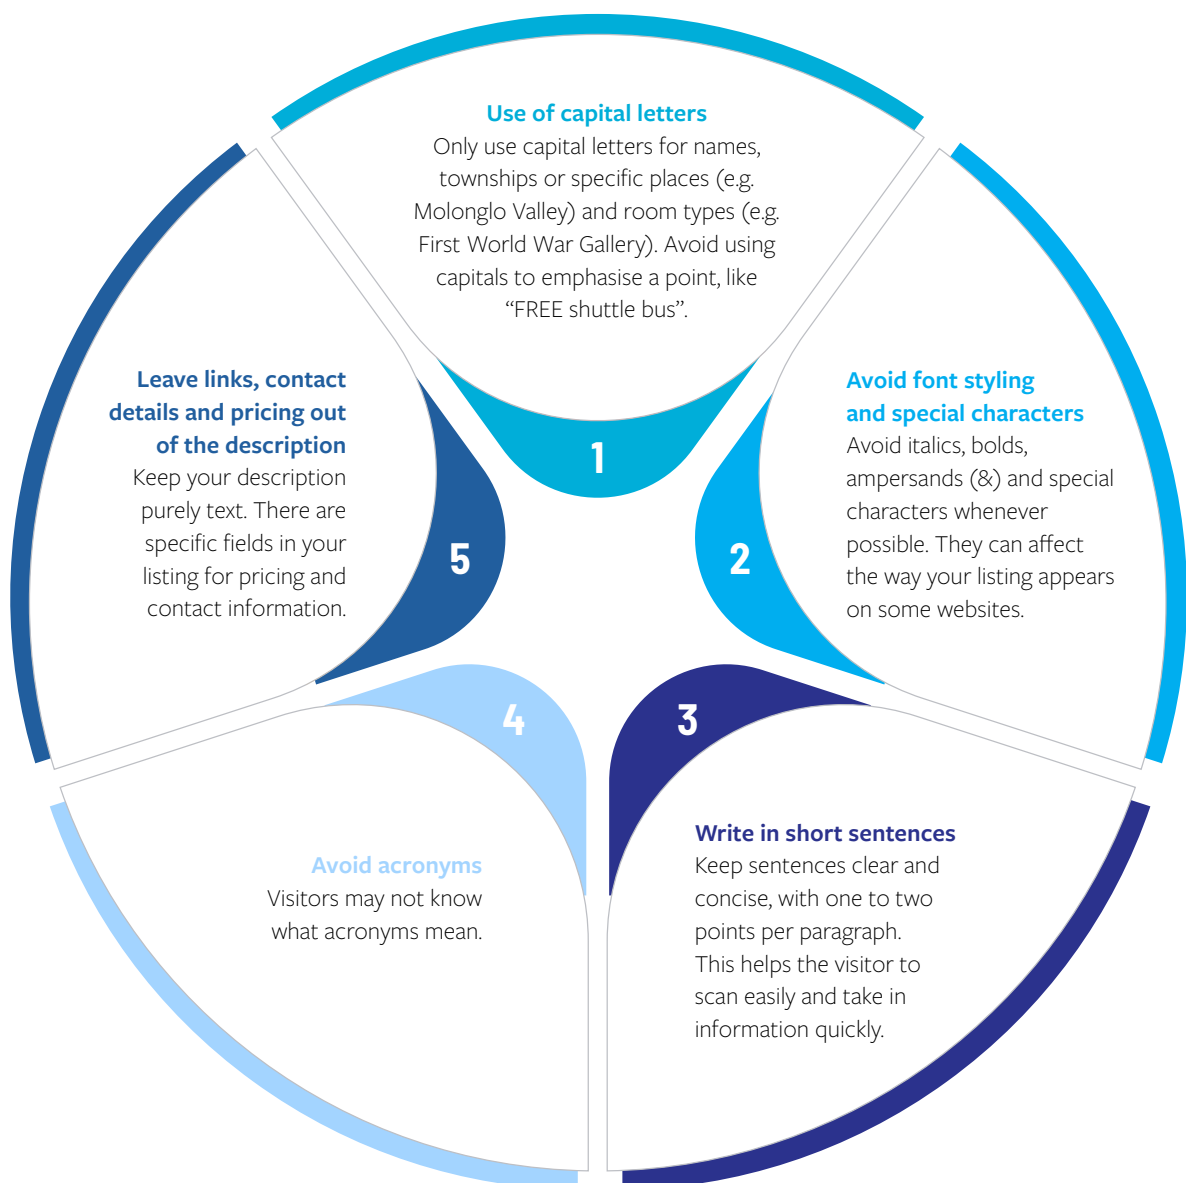 Use of capital letters
Only use capital letters for names,
townships or specific places (e.g.
Molonglo Valley) and room types (e.g.
First World War Gallery). Avoid using
capitals to emphasise a point, like
“FREE shuttle bus”.
1
Avoid font styling
and special characters
Avoid italics, bolds,
ampersands (&) and special
characters whenever
possible. They can affect
the way your listing appears
on some websites.
2
Write in short sentences
Keep sentences clear and
concise, with one to two
points per paragraph.
This helps the visitor to
scan easily and take in
information quickly.
3
Avoid acronyms
Visitors may not know
what acronyms mean.
4
Leave links, contact
details and pricing out
of the description
Keep your description
purely text. There are
specific fields in your
listing for pricing and
contact information.
5